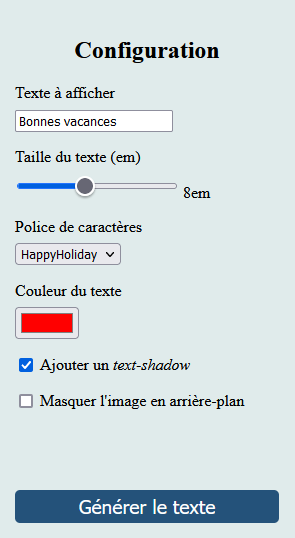 Configuration
Texte à afficher
Bonnes vacances
Taille du texte (em)
8em
Police de caractères
HappyHoliday
Couleur du texte
Ajouter un text-shadow
Masquer l'image en arrière-plan
Générer le texte